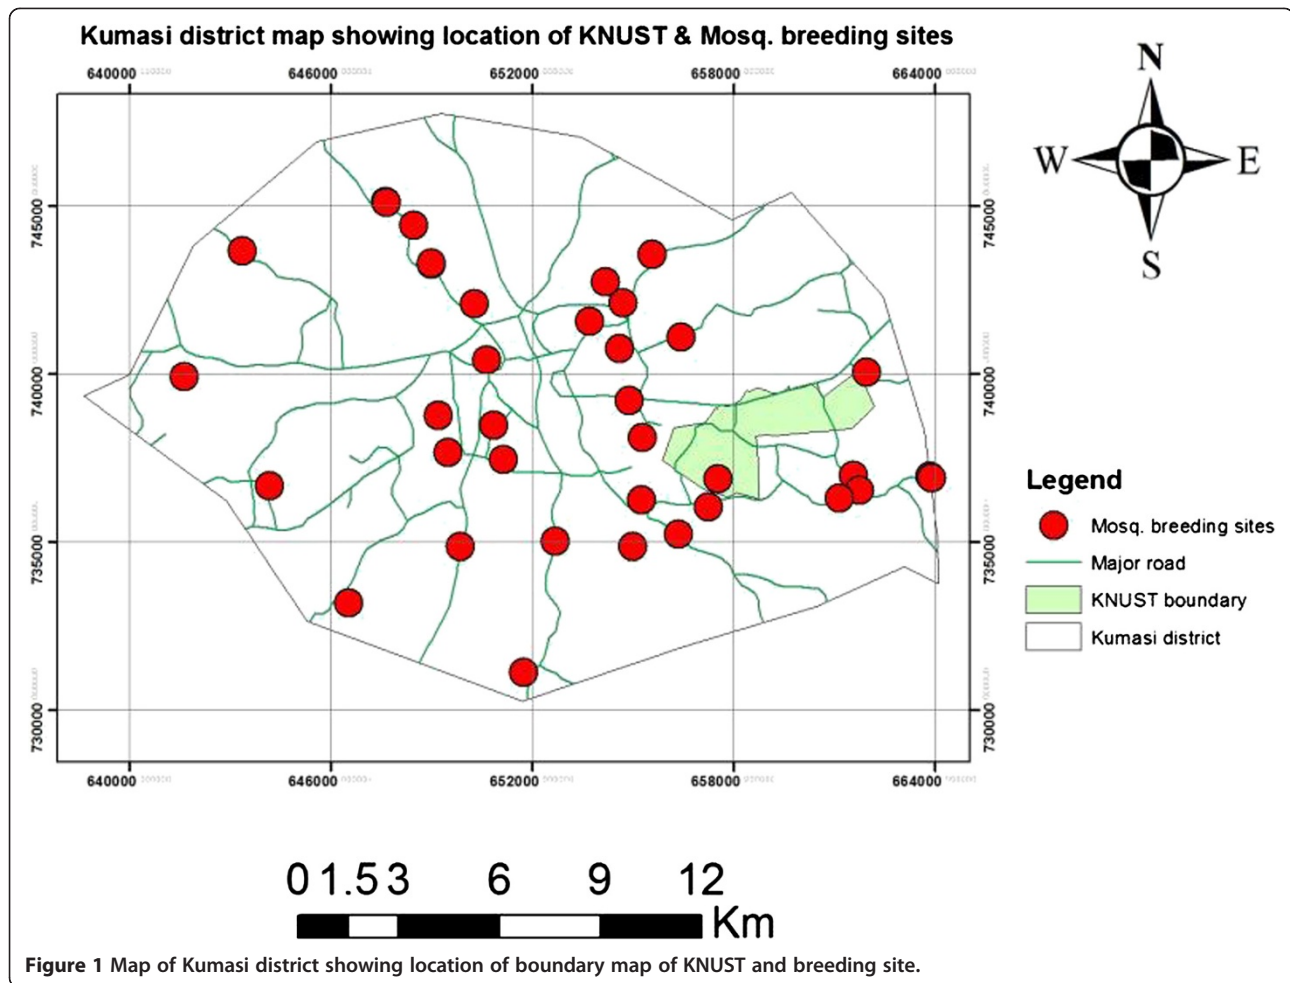 Kumasi district map showing location of KNUST & Mosq. breeding sites
640000 646000 652000 658000 664000
745000 745000
740000 740000
735000 735000
730000 730000
640000 646000 652000 658000 664000
N
W E
S
Legend
Mosq. breeding sites
Major road
KNUST boundary
Kumasi district
0 1.5 3 6 9 12
Km
Figure 1 Map of Kumasi district showing location of boundary map of KNUST and breeding site.